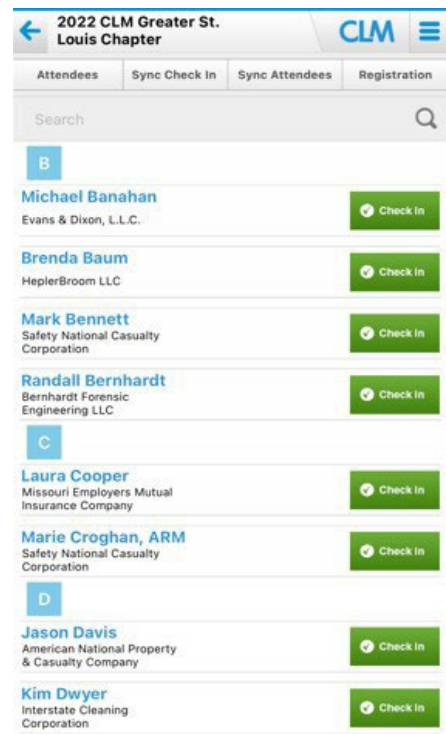 2022 CLM Greater St.
Louis Chapter
CLM
Attendees Sync Check In Sync Attendees Registration
Search
B
Michael Banahan
Evans & Dixon, L.L.C.
Check In
Brenda Baum
HeplerBroom LLC
Check In
Mark Bennett
Safety National Casualty
Corporation
Check In
Randall Bernhardt
Bernhardt Forensic
Engineering LLC
Check In
C
Laura Cooper
Missouri Employers Mutual
Insurance Company
Check In
Marie Croghan, ARM
Safety National Casualty
Corporation
Check In
D
Jason Davis
American National Property
& Casualty Company
Check In
Kim Dwyer
Interstate Cleaning
Corporation
Check In